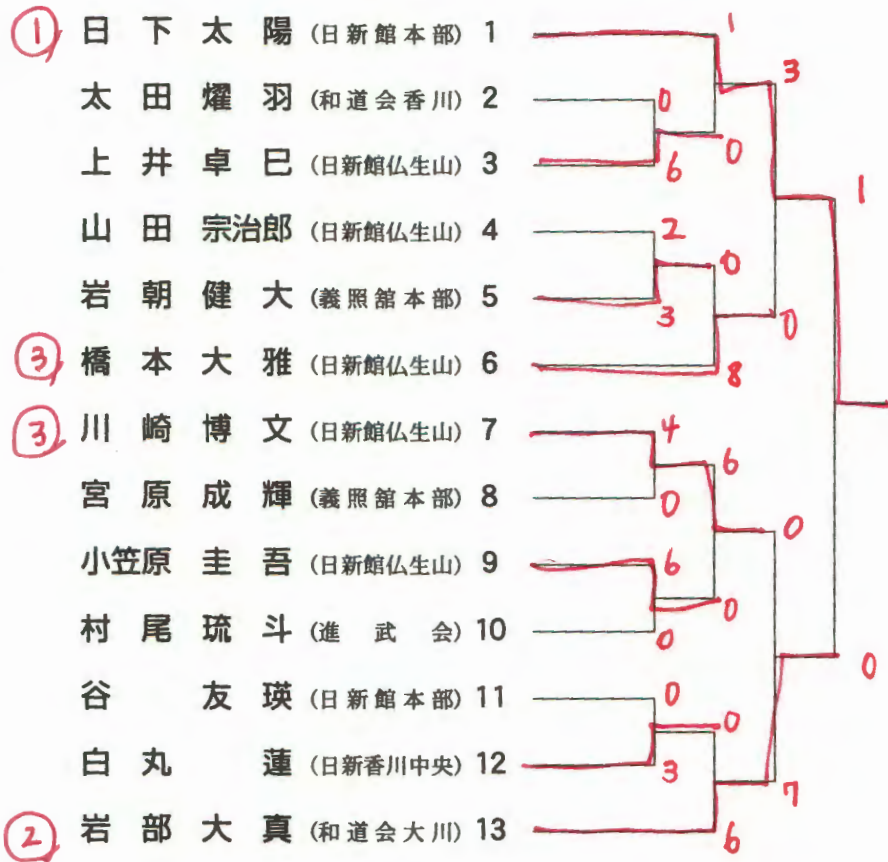 ① 日下太陽 (日新館本部) 1
太田燿羽 (和道会香川) 2
上井卓巳 (日新館仏生山) 3
山田宗治郎 (日新館仏生山) 4
岩朝健大 (義照館本部) 5
③ 橋本大雅 (日新館仏生山) 6
③ 川崎博文 (日新館仏生山) 7
宮原成輝 (義照舘本部) 8
小笠原圭吾 (日新館仏生山) 9
村尾琉斗 (進武会) 10
谷友瑛 (日新館本部) 11
白丸蓮 (日新香川中央) 12
② 岩部大真 (和道会大川) 13
1
3
0
6
0
1
2
0
3
0
8
4
6
0
0
6
0
0
0
0
0
3
7
6